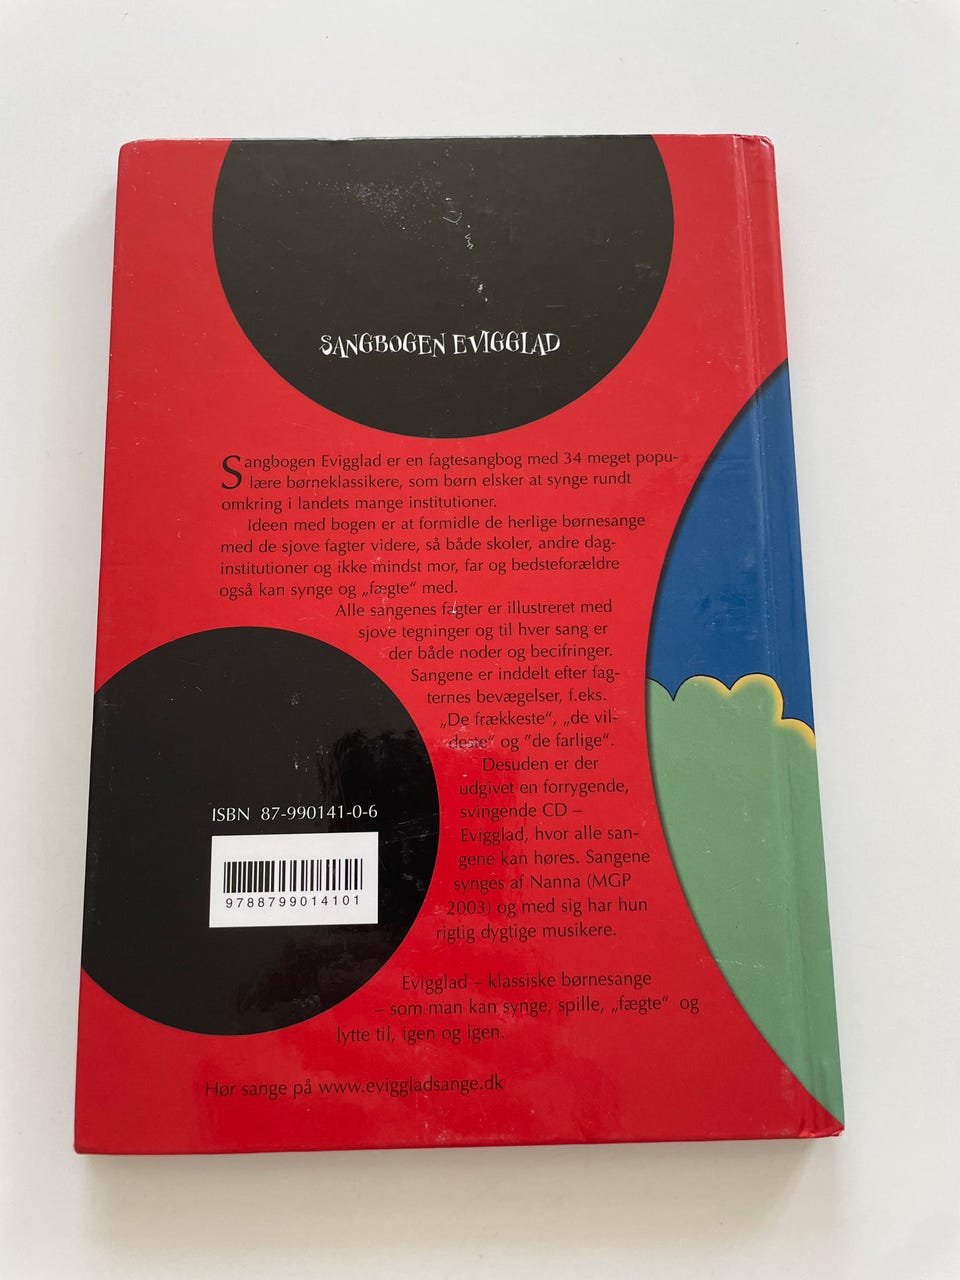 SANGBOGEN EVIGGLAD
Sangbogen Evigglad er en fagtesangbog med 34 meget popu-
lære børneklassikere, som børn elsker at synge rundt
omkring i landets mange institutioner.
Ideen med bogen er at formidle de herlige børnesange
med de sjove fagter videre, så både skoler, andre dag-
institutioner og ikke mindst mor, far og bedsteforældre
også kan synge og „fægte“ med.
Alle sangenes fagter er illustreret med
sjove tegninger og til hver sang er
der både noder og becifringer.
Sangene er inddelt efter fag-
ternes bevægelser, f.eks.
„De frækkeste“, „de vil-
deste“ og ”de farlige“.
Desuden er der
udgivet en forrygende,
svingende CD –
Evigglad, hvor alle san-
gene kan høres. Sangene
synges af Nanna (MGP
2003) og med sig har hun
rigtig dygtige musikere.
ISBN 87-990141-0-6
9788799014101
Evigglad – klassiske børnesange
– som man kan synge, spille, „fægte“ og
lytte til, igen og igen.
Hør sange på www.eviggladsange.dk